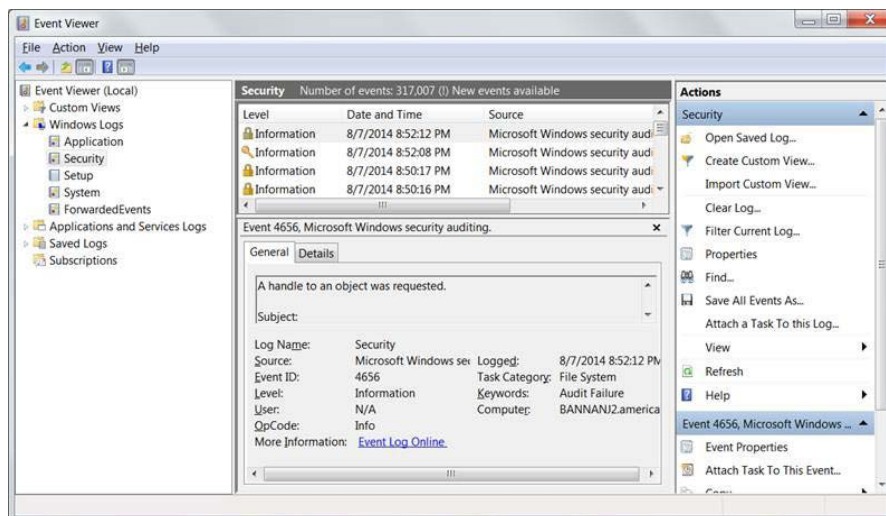 Event Viewer
File Action View Help
Event Viewer (Local)
Custom Views
Windows Logs
Application
Security
Setup
System
ForwardedEvents
Applications and Services Logs
Saved Logs
Subscriptions
Security Number of events: 317,007 (!) New events available
Level Date and Time Source
Information 8/7/2014 8:52:12 PM Microsoft Windows security audi
Information 8/7/2014 8:52:08 PM Microsoft Windows security audi
Information 8/7/2014 8:50:17 PM Microsoft Windows security audi
Information 8/7/2014 8:50:16 PM Microsoft Windows security audi
Event 4656, Microsoft Windows security auditing.
General Details
A handle to an object was requested.
Subject:
Log Name: Security
Source: Microsoft Windows sec Logged: 8/7/2014 8:52:12 PM
Event ID: 4656 Task Category: File System
Level: Information Keywords: Audit Failure
User: N/A Computer: BANNANJ2.america
OpCode: Info
More Information: Event Log Online
Actions
Security
Open Saved Log...
Create Custom View...
Import Custom View...
Clear Log...
Filter Current Log...
Properties
Find...
Save All Events As...
Attach a Task To this Log...
View
Refresh
Help
Event 4656, Microsoft Windows ...
Event Properties
Attach Task To This Event...
Copy